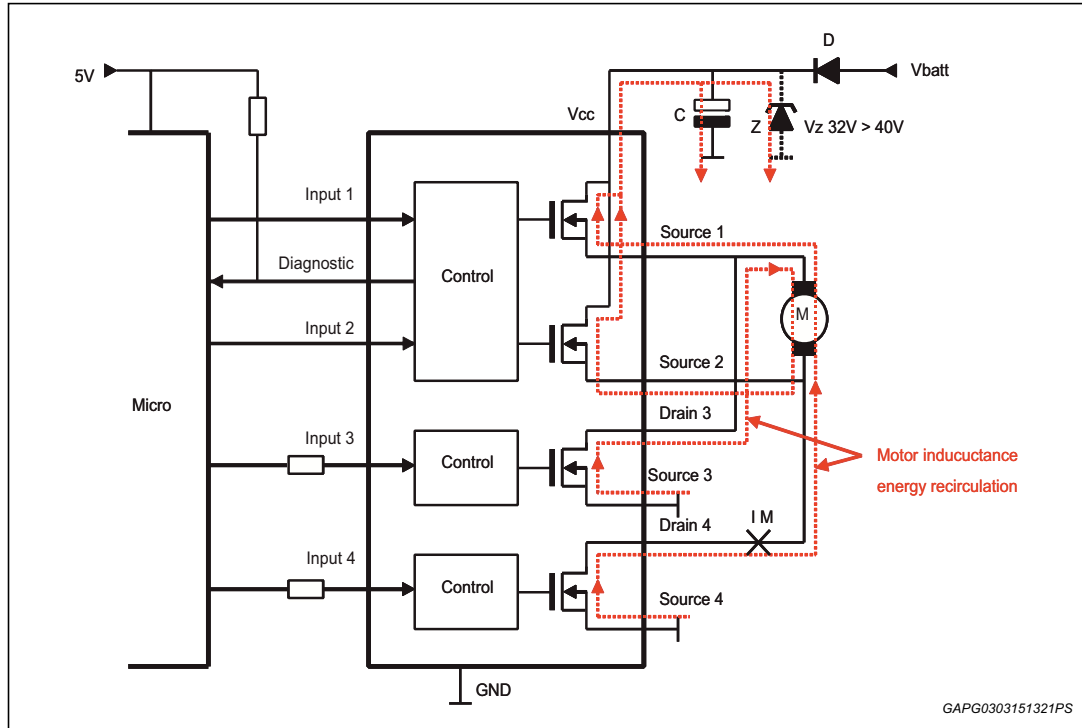 D
5V
Vbatt
Vcc
C
Z
Vz 32V > 40V
Input 1
Source 1
Diagnostic
Control
M
Input 2
Source 2
Micro
Drain 3
Input 3
Control
Source 3
Motor inducuctance
energy recirculation
Drain 4
I M
Input 4
Control
Source 4
GND
GAPG0303151321PS